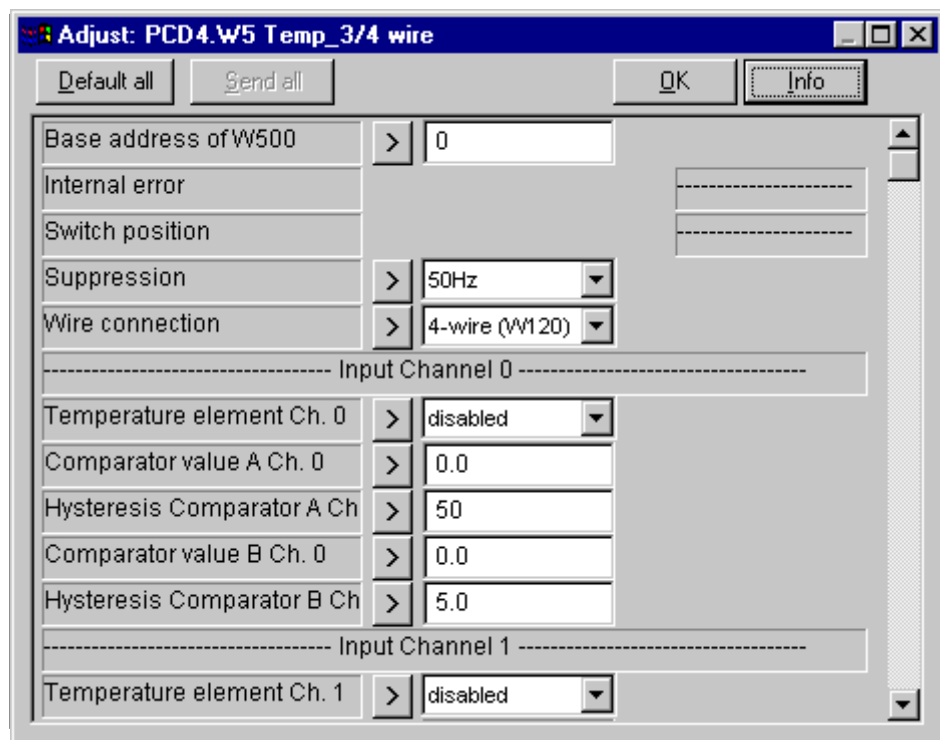 Adjust: PCD4.W5 Temp_3/4 wire
Default all Send all OK Info
Base address of W500 > 0
Internal error ----------------------
Switch position ----------------------
Suppression > 50Hz
Wire connection > 4-wire (W120)
------------------------------------ Input Channel 0 ------------------------------------
Temperature element Ch. 0 > disabled
Comparator value A Ch. 0 > 0.0
Hysteresis Comparator A Ch > 50
Comparator value B Ch. 0 > 0.0
Hysteresis Comparator B Ch > 5.0
------------------------------------ Input Channel 1 ------------------------------------
Temperature element Ch. 1 > disabled